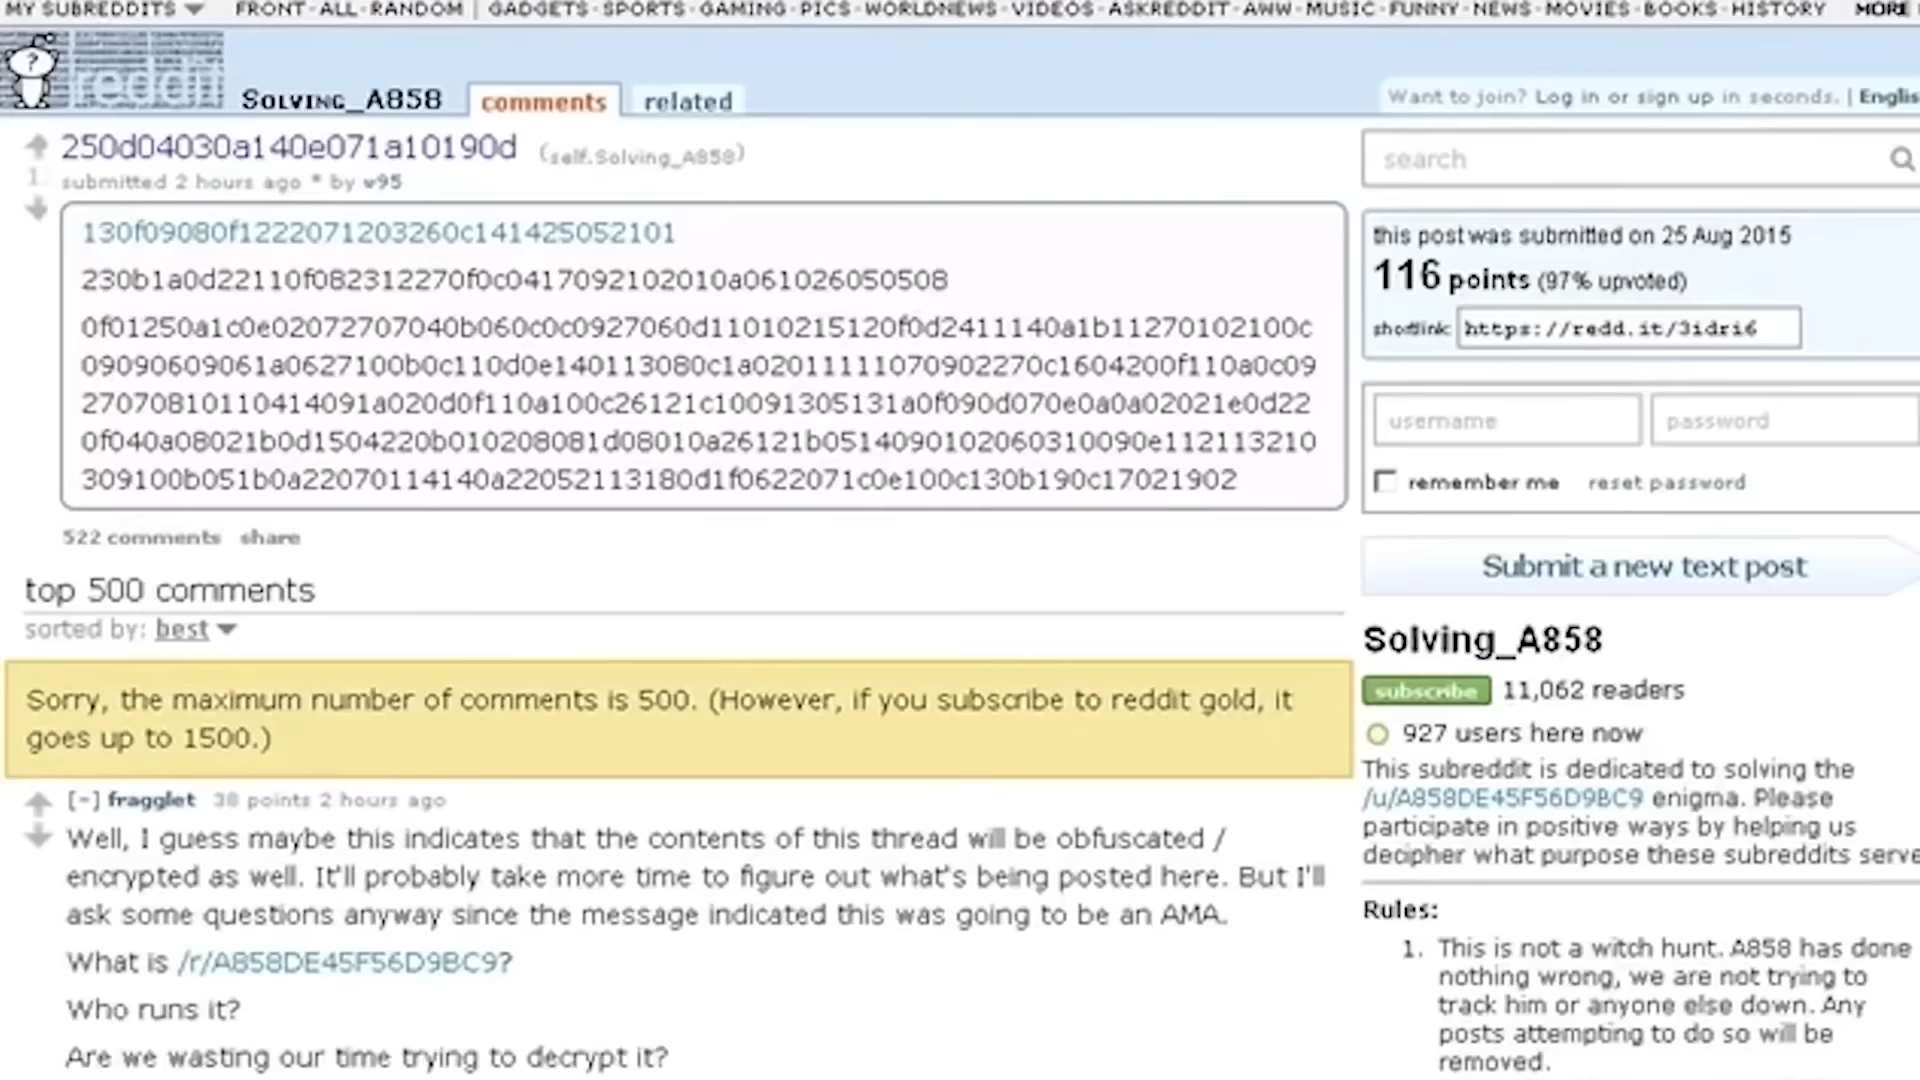 MY SUBREDDITS FRONT - ALL - RANDOM | GADGETS - SPORTS - GAMING - PICS - WORLDNEWS - VIDEOS - ASKREDDIT - AWW - MUSIC - FUNNY - NEWS - MOVIES - BOOKS - HISTORY MORE
reddit SOLVING_A858 comments related
Want to join? Log in or sign up in seconds. | Englis
250d04030a140e071a10190d (self.Solving_A858)
submitted 2 hours ago * by v95
130f09080f1222071203260c141425052101
230b1a0d22110f082312270f0c0417092102010a061026050508
0f01250a1c0e02072707040b060c0c0927060d11010215120f0d2411140a1b11270102100c
09090609061a0627100b0c110d0e140113080c1a020111111070902270c1604200f110a0c09
27070810110414091a020d0f110a100c26121c10091305131a0f090d070e0a0a02021e0d22
0f040a08021b0d1504220b010208081d08010a26121b0514090102060310090e112113210
309100b051b0a22070114140a22052113180d1f0622071c0e100c130b190c17021902
522 comments share
top 500 comments
sorted by: best
Sorry, the maximum number of comments is 500. (However, if you subscribe to reddit gold, it
goes up to 1500.)
[-] fragglet 38 points 2 hours ago
Well, I guess maybe this indicates that the contents of this thread will be obfuscated /
encrypted as well. It'll probably take more time to figure out what's being posted here. But I'll
ask some questions anyway since the message indicated this was going to be an AMA.
What is /r/A858DE45F56D9BC9?
Who runs it?
Are we wasting our time trying to decrypt it?
search
this post was submitted on 25 Aug 2015
116 points (97% upvoted)
shortlink: https://redd.it/3idri6
username password
remember me reset password
Submit a new text post
Solving_A858
subscribe 11,062 readers
927 users here now
This subreddit is dedicated to solving the
/u/A858DE45F56D9BC9 enigma. Please
participate in positive ways by helping us
decipher what purpose these subreddits serve
Rules:
1. This is not a witch hunt. A858 has done
nothing wrong, we are not trying to
track him or anyone else down. Any
posts attempting to do so will be
removed.